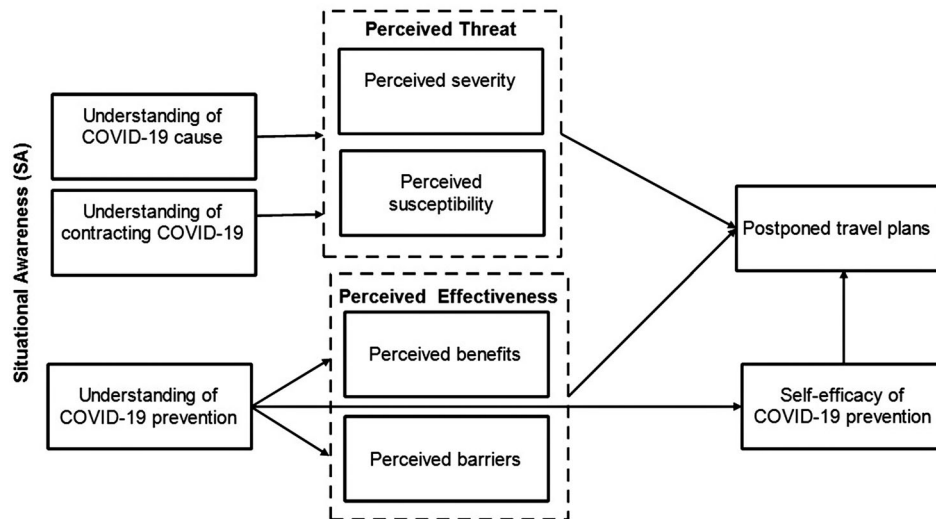 Situational Awareness (SA)
Understanding of
COVID-19 cause
Understanding of
contracting COVID-19
Understanding of
COVID-19 prevention
Perceived Threat
Perceived severity
Perceived
susceptibility
Perceived Effectiveness
Perceived benefits
Perceived barriers
Postponed travel plans
Self-efficacy of
COVID-19 prevention